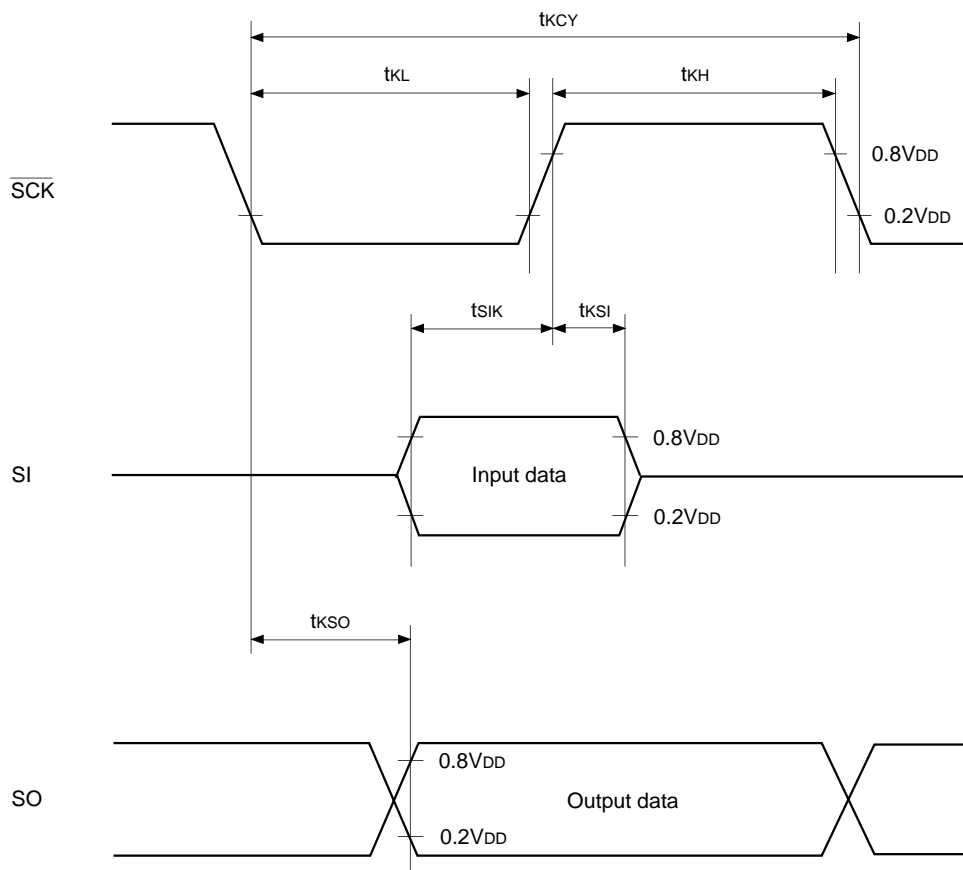 tKCY
tKL
tKH
0.8VDD
SCK
0.2VDD
tSIK
tKSI
0.8VDD
SI
Input data
0.2VDD
tKSO
0.8VDD
SO
Output data
0.2VDD